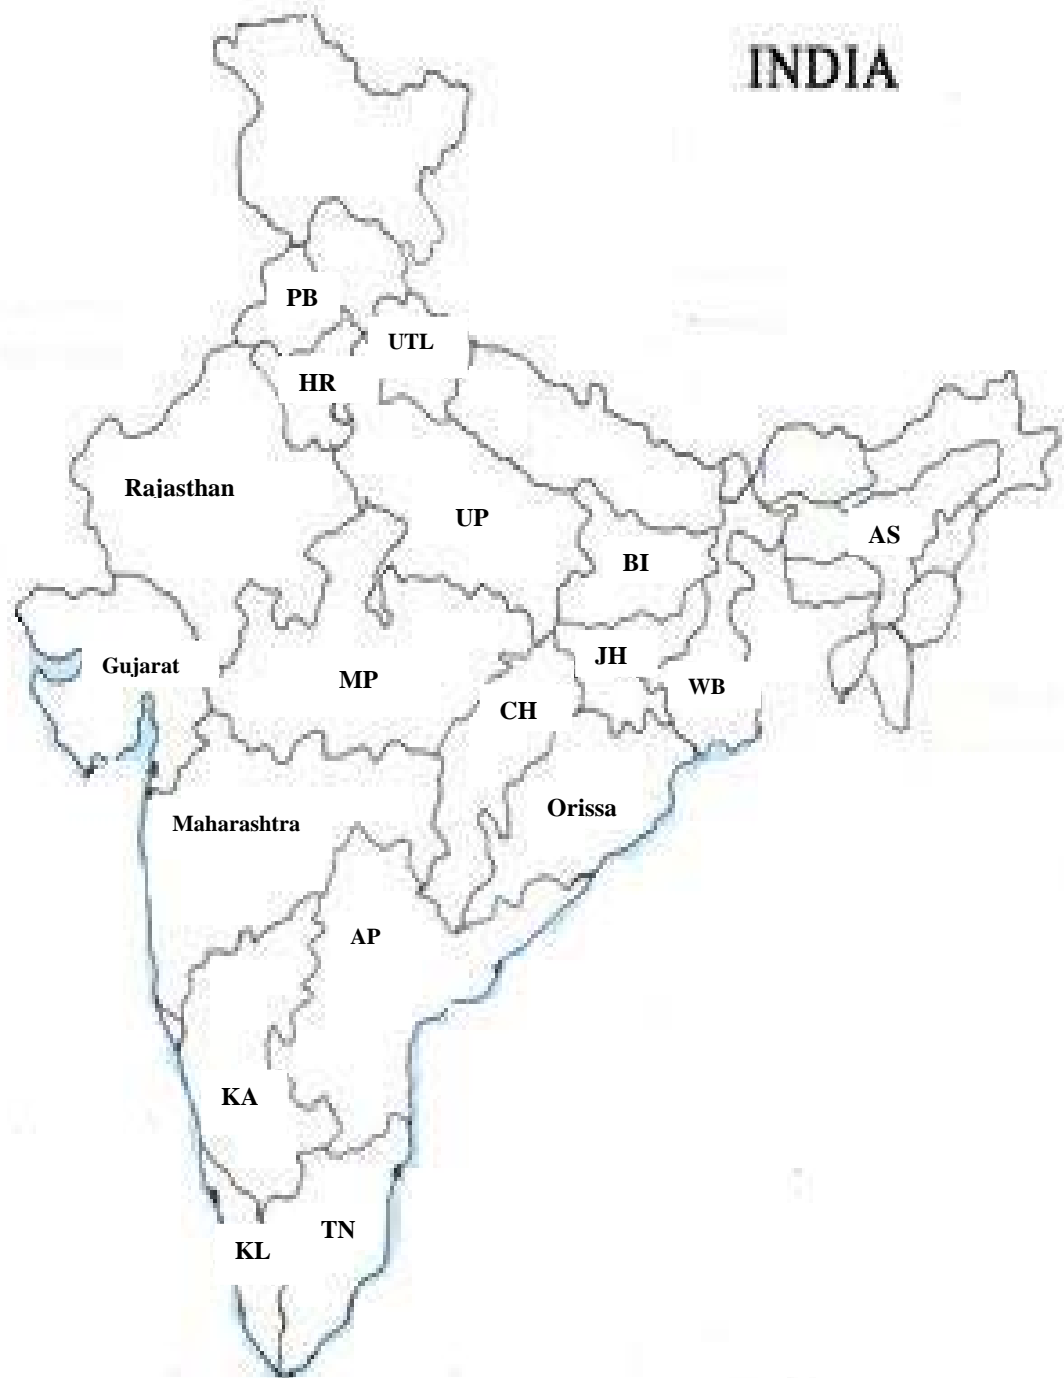 INDIA
PB
UTL
HR
Rajasthan
UP
AS
BI
Gujarat
MP
JH
WB
CH
Orissa
Maharashtra
AP
KA
TN
KL